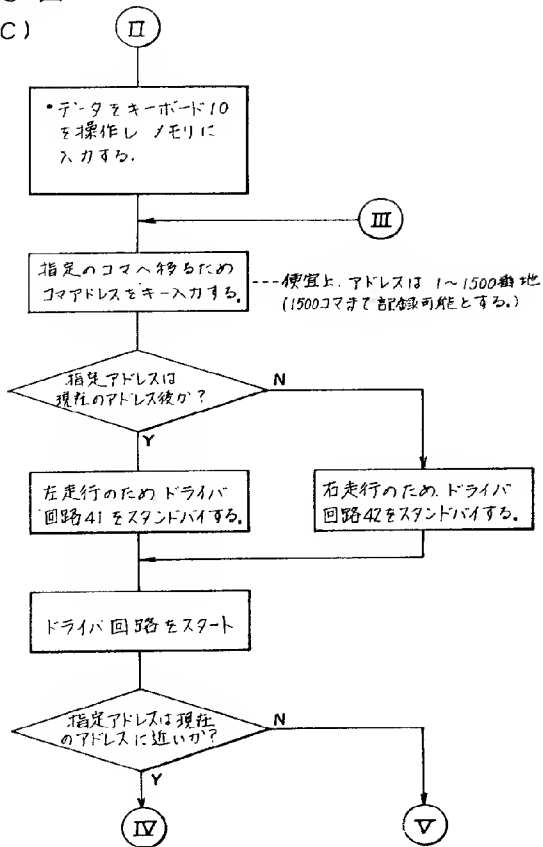 C)
II
•データをキーボード10
を操作し メモリに
入力する.
III
指定のコマへ移るため
コマアドレスをキー入力する.
---便宜上、アドレスは 1～1500番地
(1500コマまで記録可能とする.)
指定アドレスは
現在のアドレス後か?
N
Y
左走行のため ドライバ
回路41をスタンドバイする.
右走行のため. ドライバ
回路42をスタンドバイする.
ドライバ回路をスタート
指定アドレスは現在
のアドレスに近いか?
N
Y
IV
V